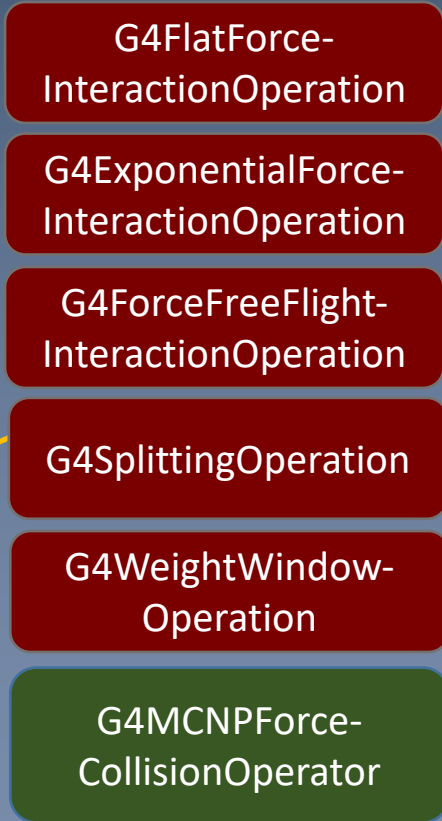 G4FlatForce-
InteractionOperation
G4ExponentialForce-
InteractionOperation
G4ForceFreeFlight-
InteractionOperation
G4SplittingOperation
G4WeightWindow-
Operation
G4MCNPForce-
CollisionOperator